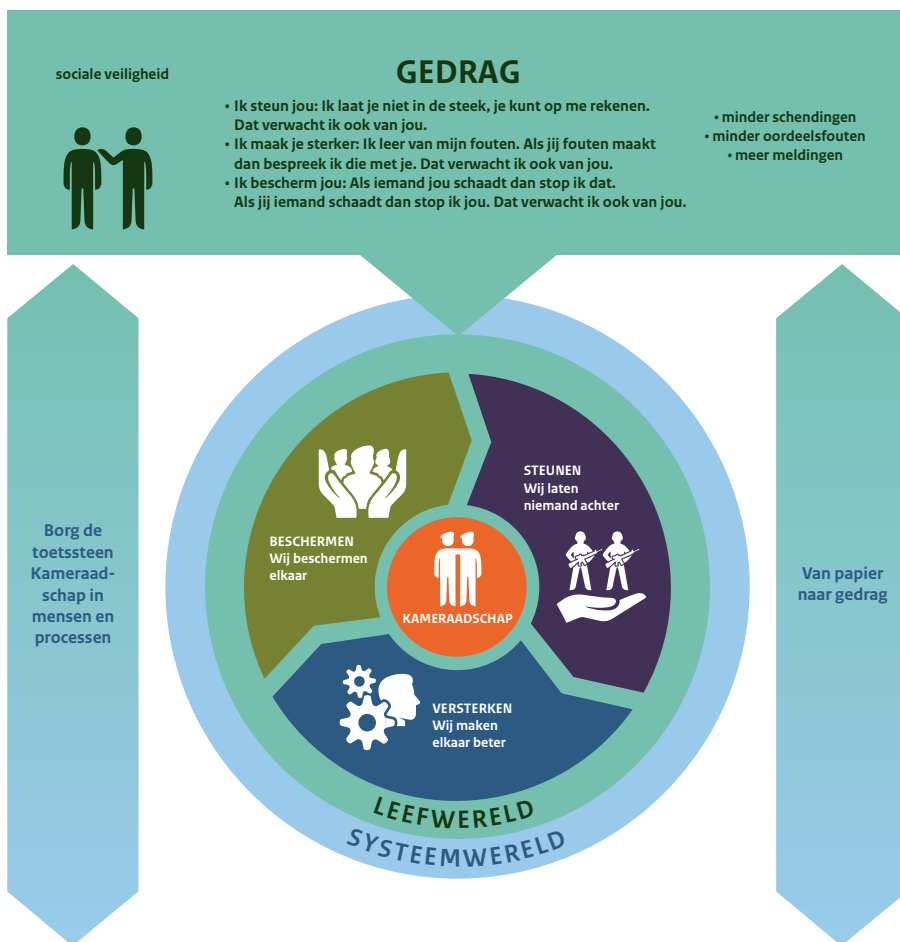 sociale veiligheid
GEDRAG
• Ik steun jou: Ik laat je niet in de steek, je kunt op me rekenen.
Dat verwacht ik ook van jou.
• Ik maak je sterker: Ik leer van mijn fouten. Als jij fouten maakt
dan bespreek ik die met je. Dat verwacht ik ook van jou.
• Ik bescherm jou: Als iemand jou schaadt dan stop ik dat.
Als jij iemand schaadt dan stop ik jou. Dat verwacht ik ook van jou.
• minder schendingen
• minder oordeelsfouten
• meer meldingen
Borg de
toetssteen
Kameraad-
schap in
mensen en
processen
BESCHERMEN
Wij beschermen
elkaar
STEUNEN
Wij laten
niemand achter
KAMERAADSCHAP
VERSTERKEN
Wij maken
elkaar beter
LEEFWERELD
SYSTEEMWERELD
Van papier
naar gedrag